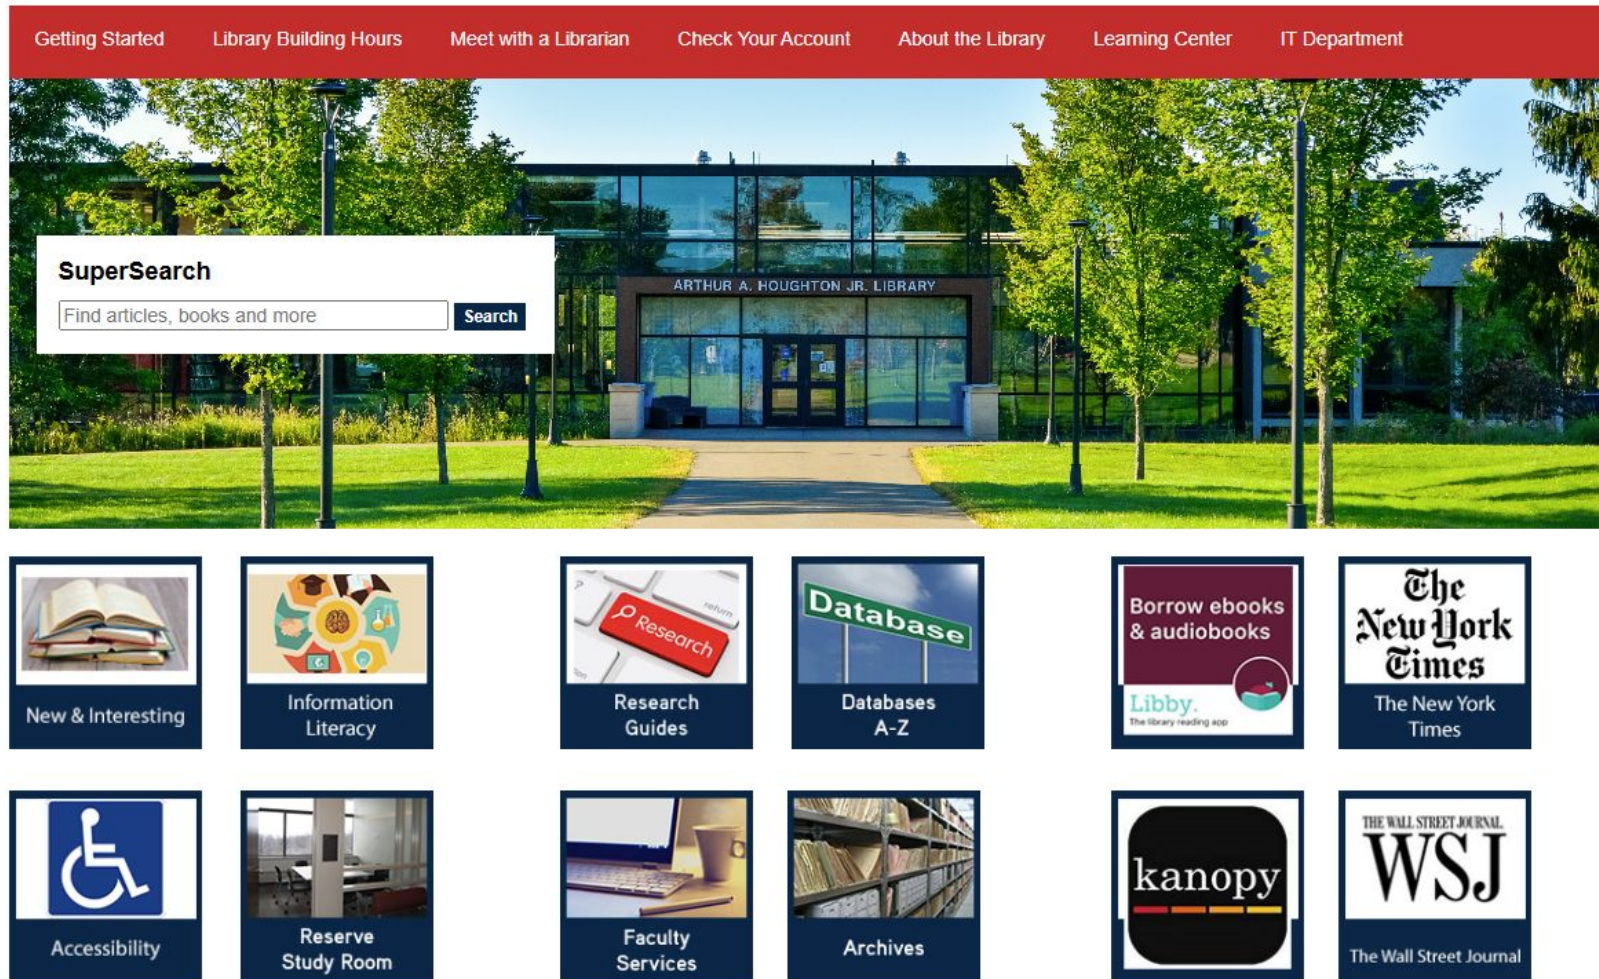 Getting Started Library Building Hours Meet with a Librarian Check Your Account About the Library Learning Center IT Department
ARTHUR A. HOUGHTON JR. LIBRARY
SuperSearch
Find articles, books and more Search
New & Interesting
Information
Literacy
? return
Research
Research
Guides
Database
Databases
A-Z
Borrow ebooks
& audiobooks
Libby.
The library reading app
The
New York
Times
The New York
Times
Accessibility
Reserve
Study Room
Faculty
Services
Archives
kanopy
THE WALL STREET JOURNAL.
WSJ
The Wall Street Journal